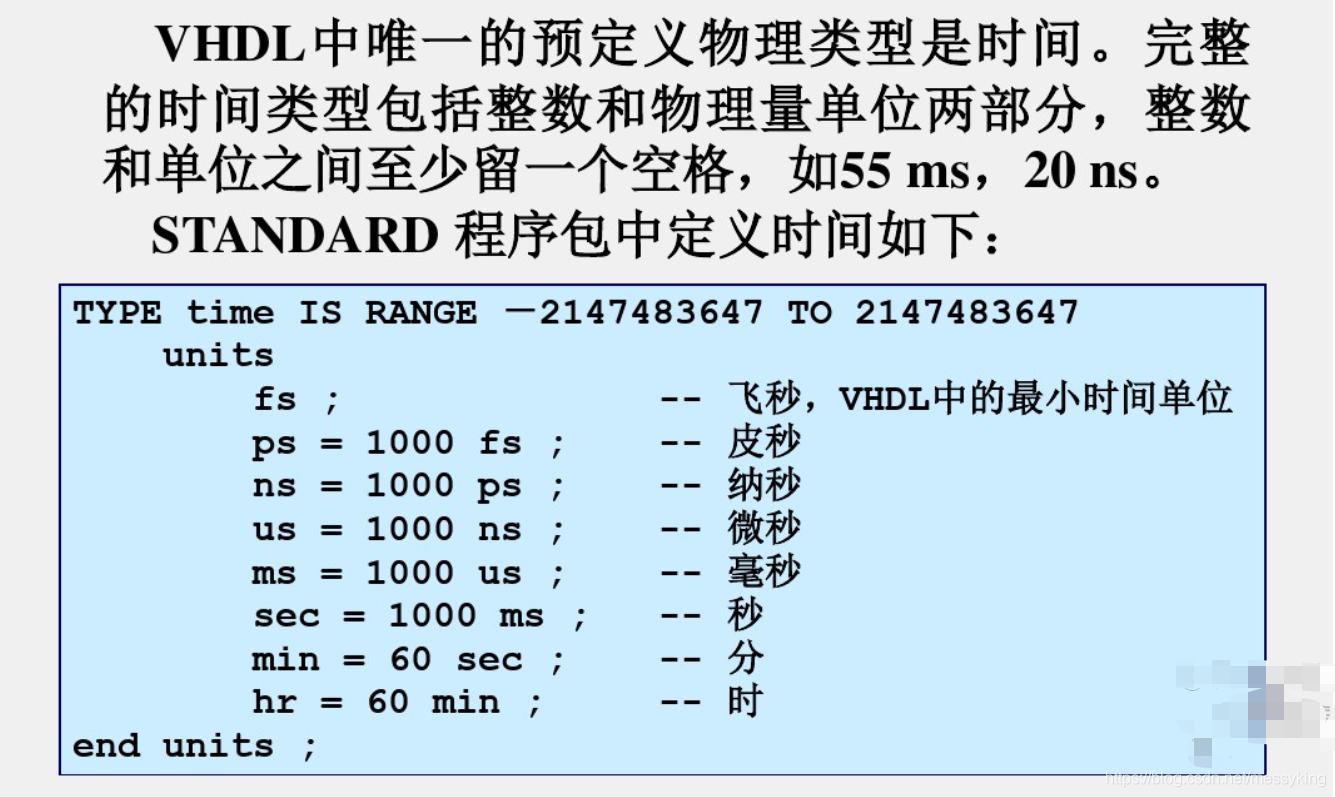 VHDL中唯一的预定义物理类型是时间。完整
的时间类型包括整数和物理量单位两部分，整数
和单位之间至少留一个空格，如55 ms，20 ns。
STANDARD 程序包中定义时间如下：
TYPE time IS RANGE －2147483647 TO 2147483647
units
fs ; -- 飞秒，VHDL中的最小时间单位
ps = 1000 fs ; -- 皮秒
ns = 1000 ps ; -- 纳秒
us = 1000 ns ; -- 微秒
ms = 1000 us ; -- 毫秒
sec = 1000 ms ; -- 秒
min = 60 sec ; -- 分
hr = 60 min ; -- 时
end units ;
https://blog.csdn.net/messyking